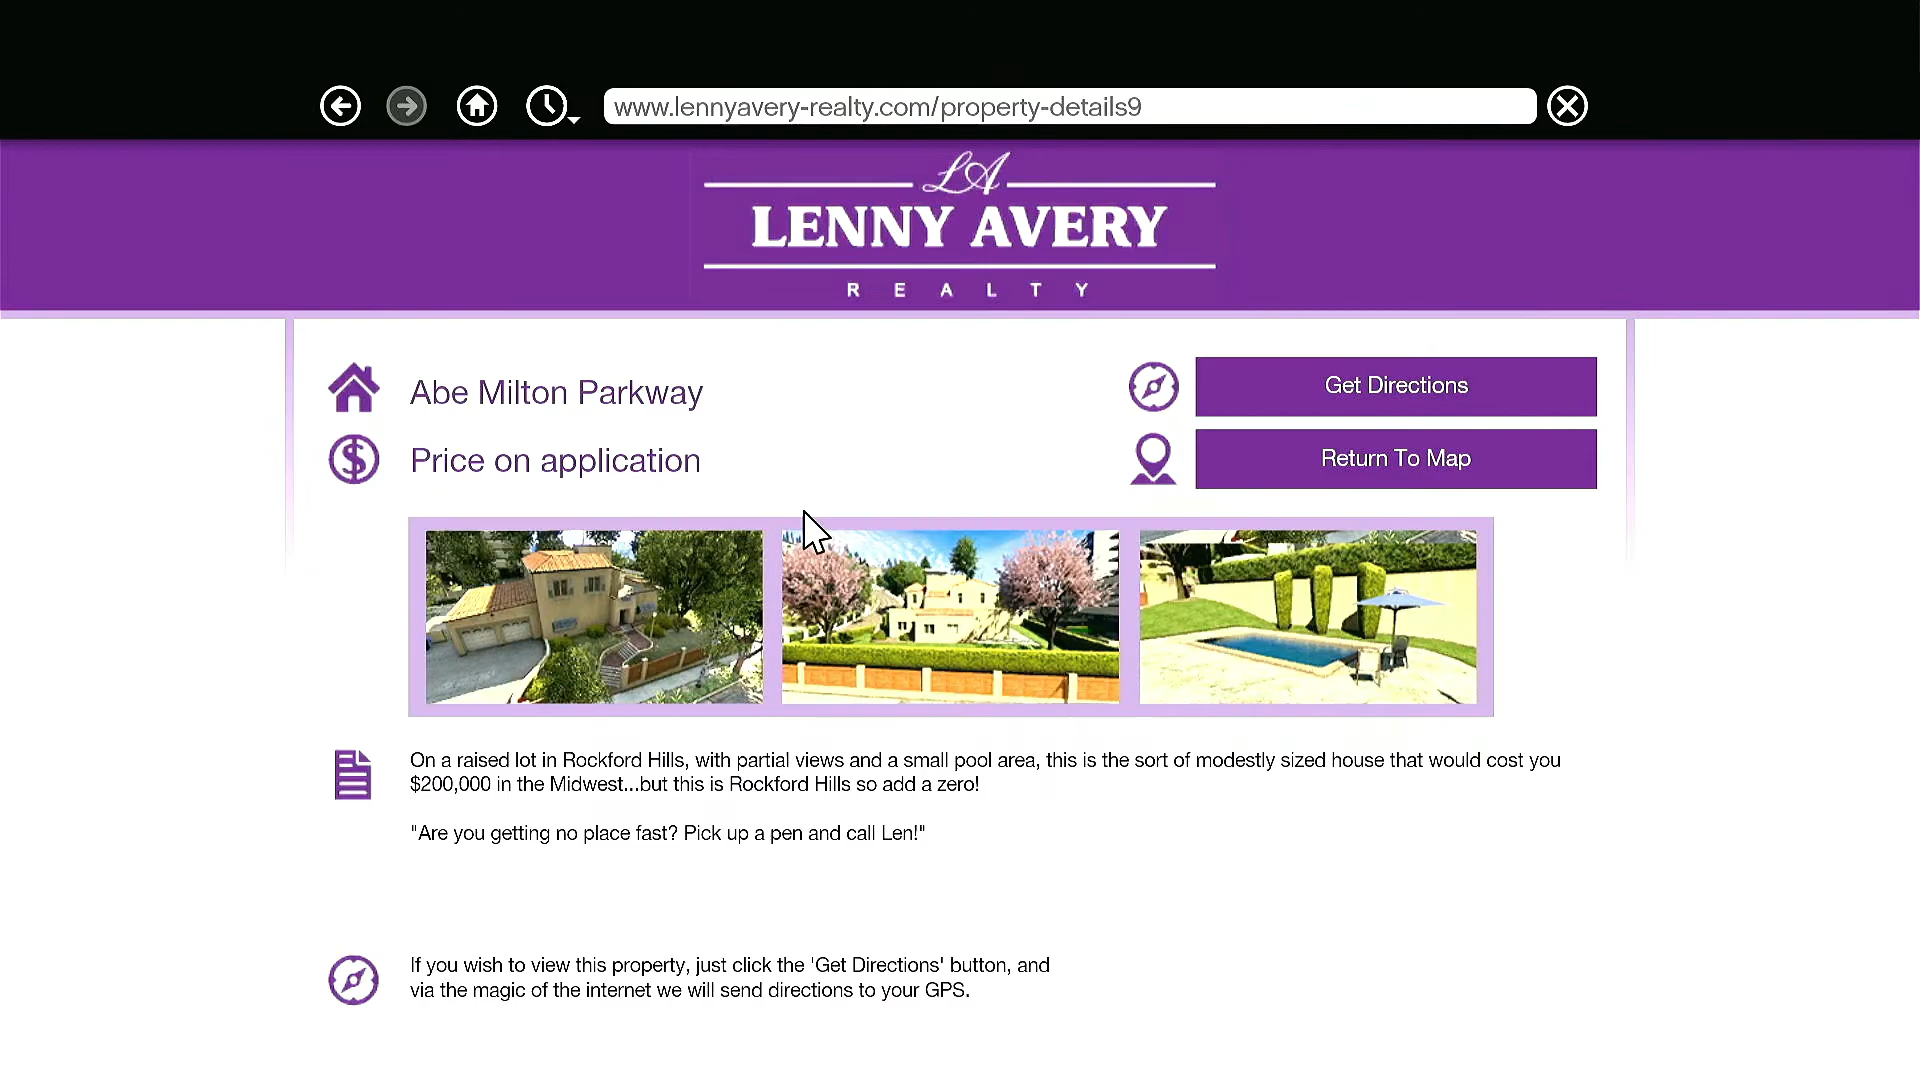 www.lennyavery-realty.com/property-details9
LA
LENNY AVERY
REALTY
Abe Milton Parkway
Get Directions
Price on application
Return To Map
On a raised lot in Rockford Hills, with partial views and a small pool area, this is the sort of modestly sized house that would cost you
$200,000 in the Midwest...but this is Rockford Hills so add a zero!
"Are you getting no place fast? Pick up a pen and call Len!"
If you wish to view this property, just click the 'Get Directions' button, and
via the magic of the internet we will send directions to your GPS.